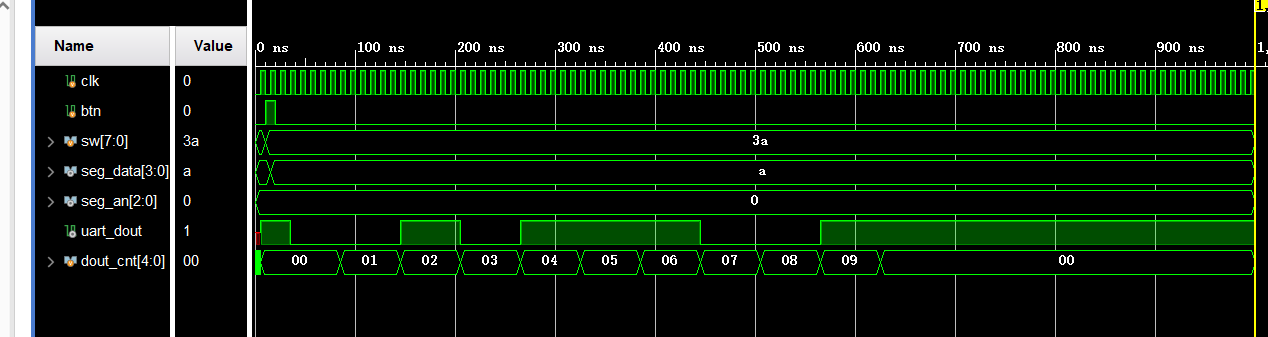 1,
Name Value 0 ns 100 ns 200 ns 300 ns 400 ns 500 ns 600 ns 700 ns 800 ns 900 ns 1,
clk 0
btn 0
sw[7:0] 3a 3a
seg_data[3:0] a a
seg_an[2:0] 0 0
uart_dout 1
dout_cnt[4:0] 00 00 01 02 03 04 05 06 07 08 09 00